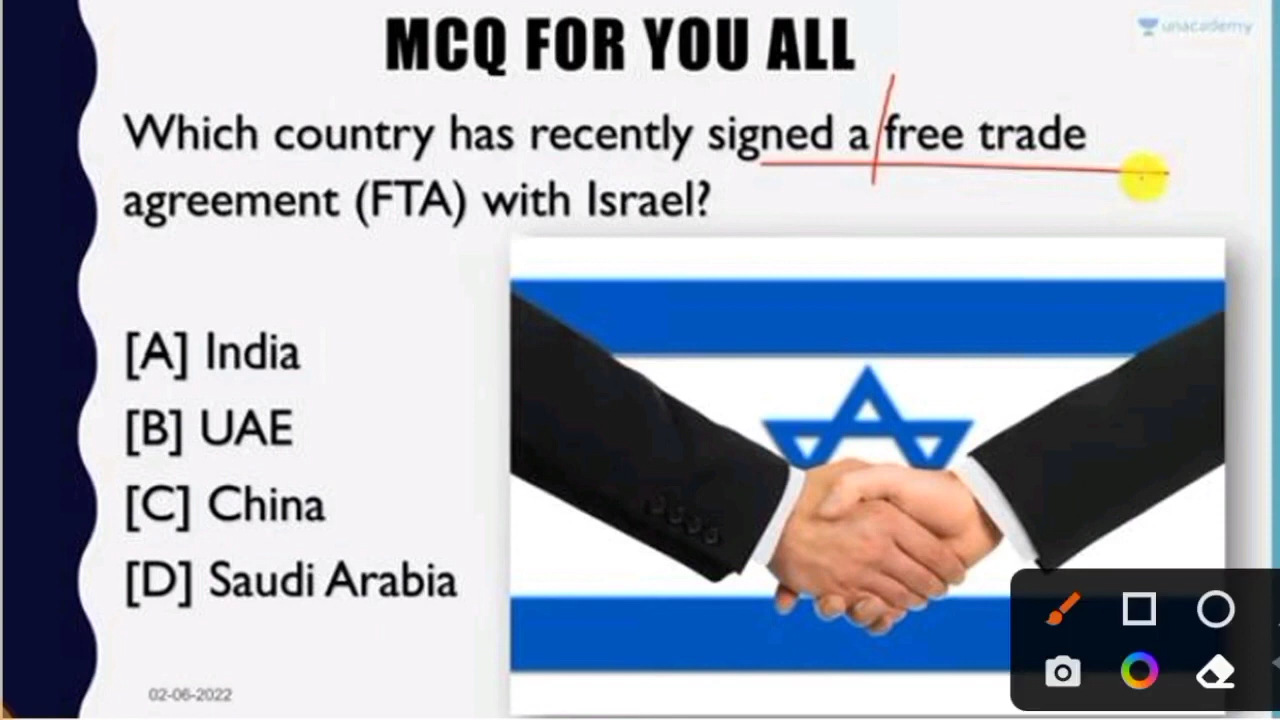 MCQ FOR YOU ALL
unacademy
Which country has recently signed a free trade
agreement (FTA) with Israel?
[A] India
[B] UAE
[C] China
[D] Saudi Arabia
02-06-2022